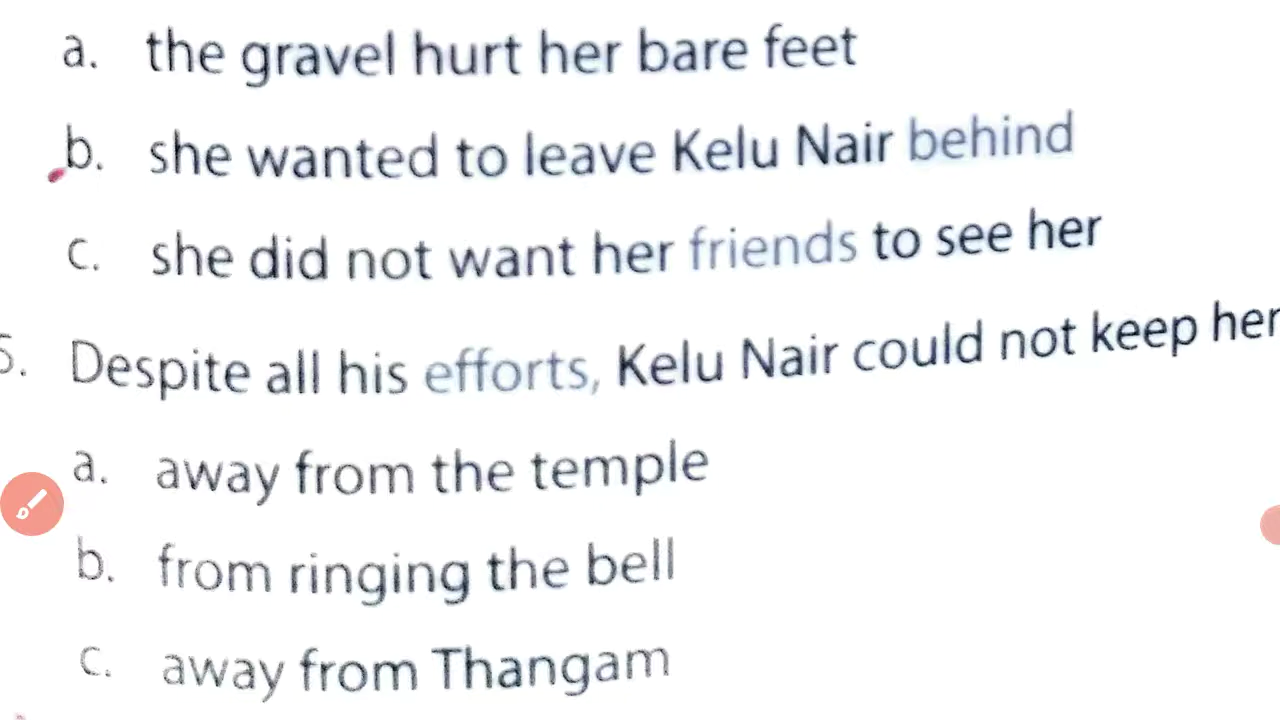 a. the gravel hurt her bare feet
b. she wanted to leave Kelu Nair behind
c. she did not want her friends to see her
5. Despite all his efforts, Kelu Nair could not keep her
a. away from the temple
b. from ringing the bell
c. away from Thangam